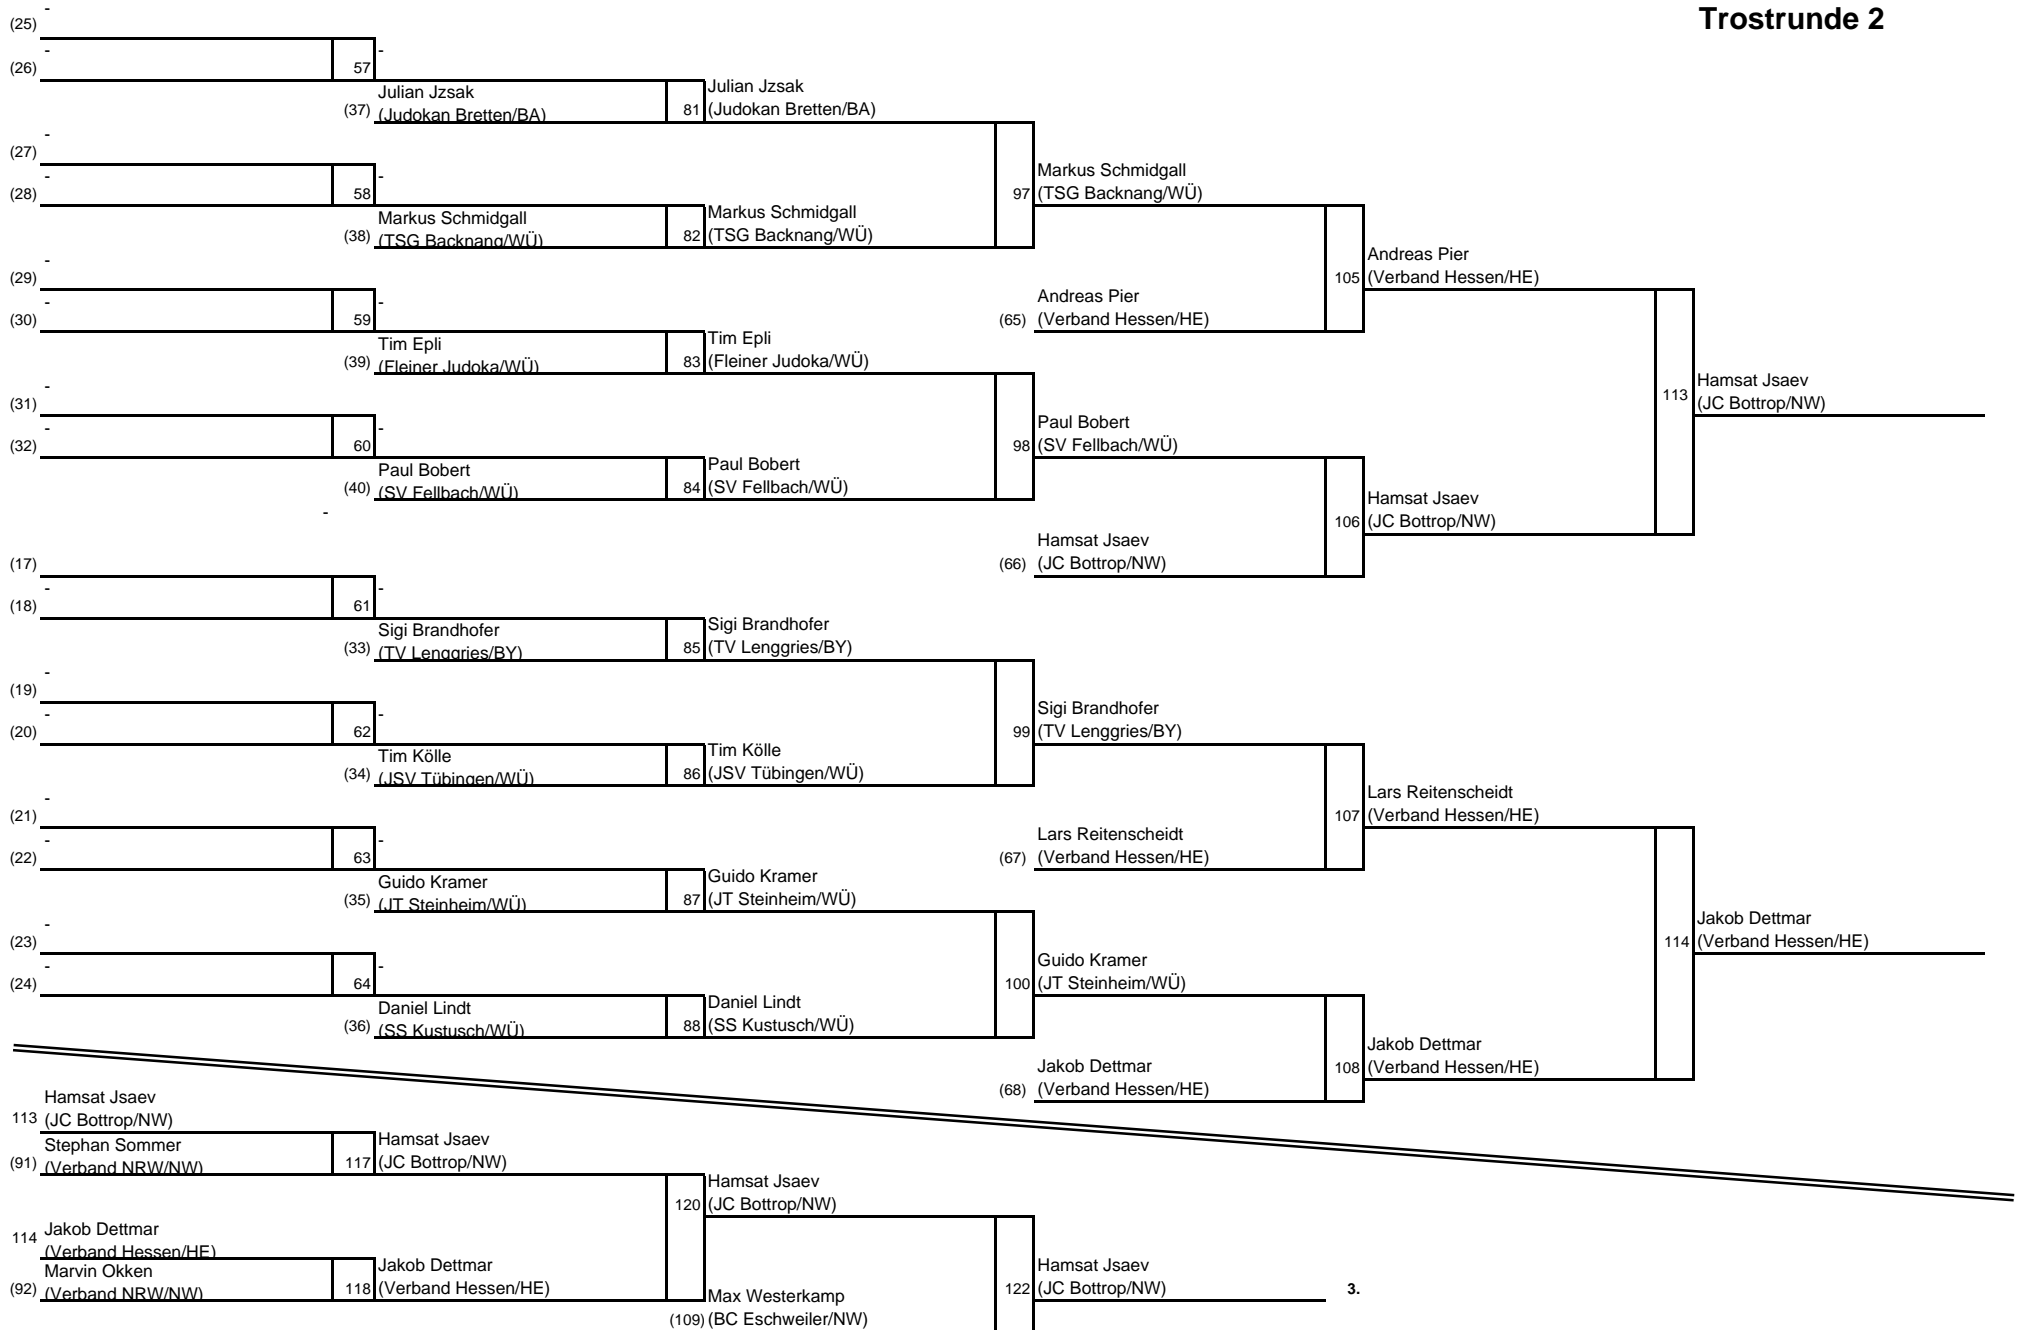 Trostrunde 2
-
(25)
-
(26)
57
-
Julian Jzsak
(37) (Judokan Bretten/BA)
81
Julian Jzsak
(Judokan Bretten/BA)
-
(27)
-
(28)
58
-
Markus Schmidgall
(38) (TSG Backnang/WÜ)
82
Markus Schmidgall
(TSG Backnang/WÜ)
97
Markus Schmidgall
(TSG Backnang/WÜ)
-
(29)
-
(30)
59
-
Tim Epli
(39) (Fleiner Judoka/WÜ)
83
Tim Epli
(Fleiner Judoka/WÜ)
Andreas Pier
(65) (Verband Hessen/HE)
105
Andreas Pier
(Verband Hessen/HE)
-
(31)
-
(32)
60
-
Paul Bobert
(40) (SV Fellbach/WÜ)
84
Paul Bobert
(SV Fellbach/WÜ)
98
Paul Bobert
(SV Fellbach/WÜ)
113
Hamsat Jsaev
(JC Bottrop/NW)
Hamsat Jsaev
(66) (JC Bottrop/NW)
106
Hamsat Jsaev
(JC Bottrop/NW)
-
(17)
-
(18)
61
-
Sigi Brandhofer
(33) (TV Lenggries/BY)
85
Sigi Brandhofer
(TV Lenggries/BY)
-
(19)
-
(20)
62
-
Tim Kölle
(34) (JSV Tübingen/WÜ)
86
Tim Kölle
(JSV Tübingen/WÜ)
99
Sigi Brandhofer
(TV Lenggries/BY)
-
(21)
-
(22)
63
-
Guido Kramer
(35) (JT Steinheim/WÜ)
87
Guido Kramer
(JT Steinheim/WÜ)
Lars Reitenscheidt
(67) (Verband Hessen/HE)
107
Lars Reitenscheidt
(Verband Hessen/HE)
-
(23)
-
(24)
64
-
Daniel Lindt
(36) (SS Kustusch/WÜ)
88
Daniel Lindt
(SS Kustusch/WÜ)
100
Guido Kramer
(JT Steinheim/WÜ)
114
Jakob Dettmar
(Verband Hessen/HE)
Jakob Dettmar
(68) (Verband Hessen/HE)
108
Jakob Dettmar
(Verband Hessen/HE)
Hamsat Jsaev
113 (JC Bottrop/NW)
Stephan Sommer
(91) (Verband NRW/NW)
117
Hamsat Jsaev
(JC Bottrop/NW)
Jakob Dettmar
114 (Verband Hessen/HE)
Marvin Okken
(92) (Verband NRW/NW)
118
Jakob Dettmar
(Verband Hessen/HE)
120
Hamsat Jsaev
(JC Bottrop/NW)
Max Westerkamp
(109) (BC Eschweiler/NW)
122
Hamsat Jsaev
(JC Bottrop/NW)
3.